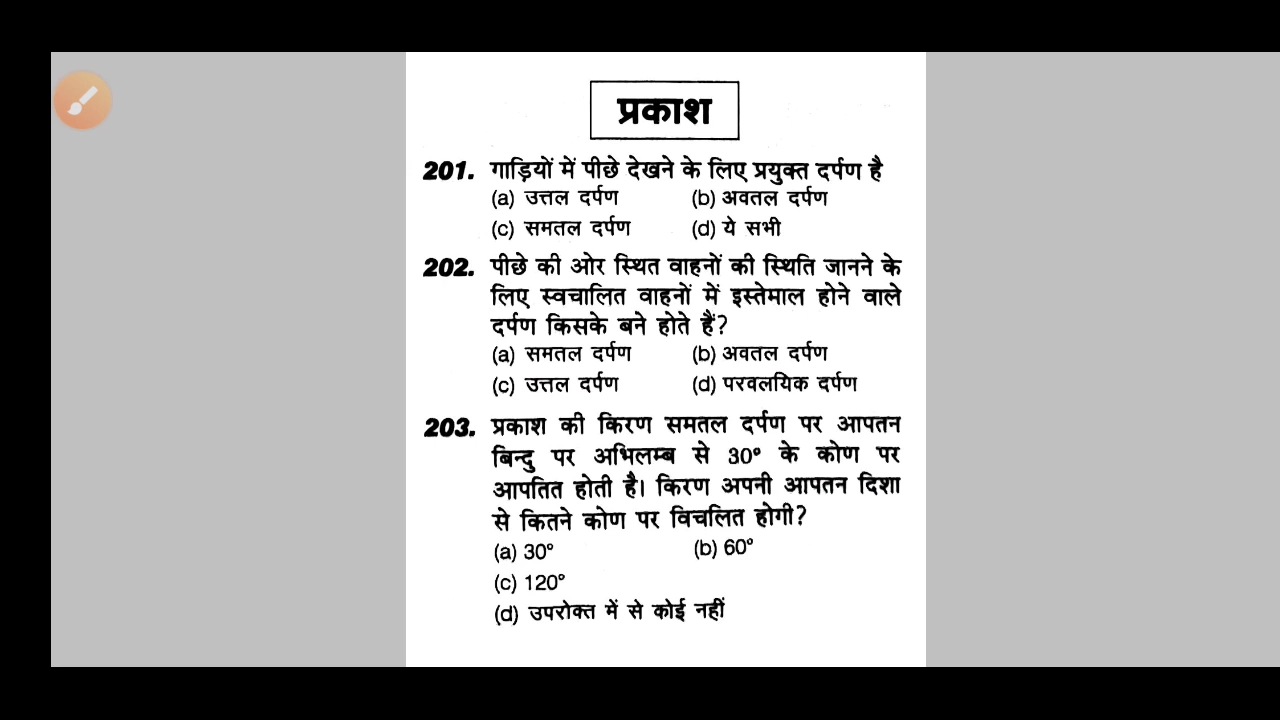 प्रकाश
201. गाड़ियों में पीछे देखने के लिए प्रयुक्त दर्पण है
(a) उत्तल दर्पण (b) अवतल दर्पण
(c) समतल दर्पण (d) ये सभी
202. पीछे की ओर स्थित वाहनों की स्थिति जानने के
लिए स्वचालित वाहनों में इस्तेमाल होने वाले
दर्पण किसके बने होते हैं?
(a) समतल दर्पण (b) अवतल दर्पण
(c) उत्तल दर्पण (d) परवलयिक दर्पण
203. प्रकाश की किरण समतल दर्पण पर आपतन
बिन्दु पर अभिलम्ब से 30° के कोण पर
आपतित होती है। किरण अपनी आपतन दिशा
से कितने कोण पर विचलित होगी?
(a) 30° (b) 60°
(c) 120°
(d) उपरोक्त में से कोई नहीं